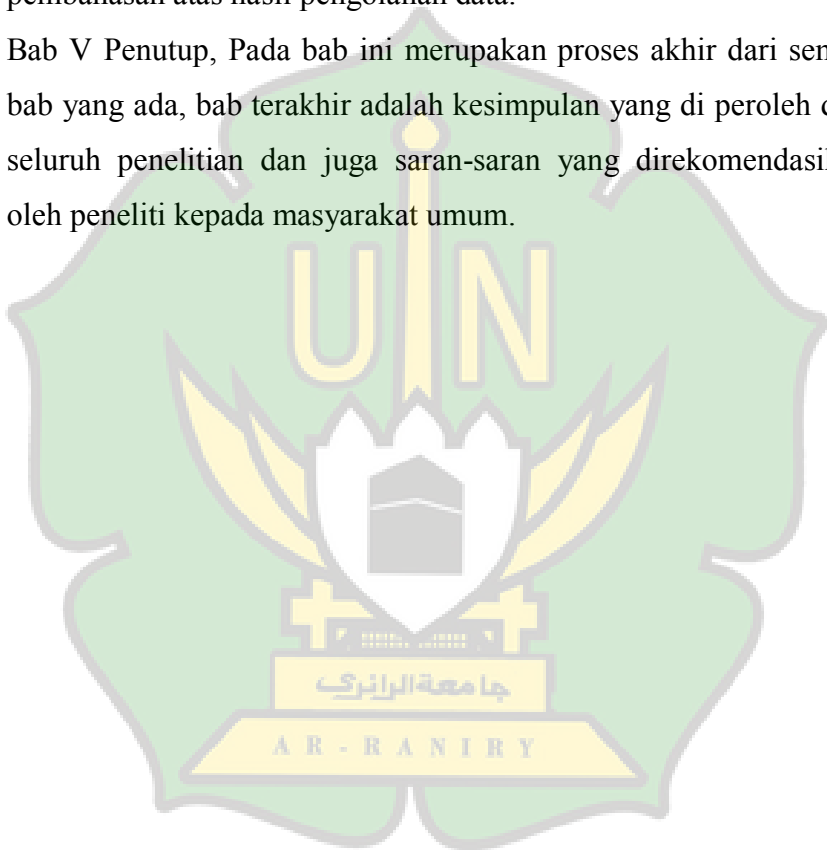 pembahasan atas hasil pengolahan data.
Bab V Penutup, Pada bab ini merupakan proses akhir dari
bab yang ada, bab terakhir adalah kesimpulan yang di peroleh
seluruh penelitian dan juga saran-saran yang
oleh peneliti kepada masyarakat umum.
UIN
جامعة الرانري
AR-RANIRY